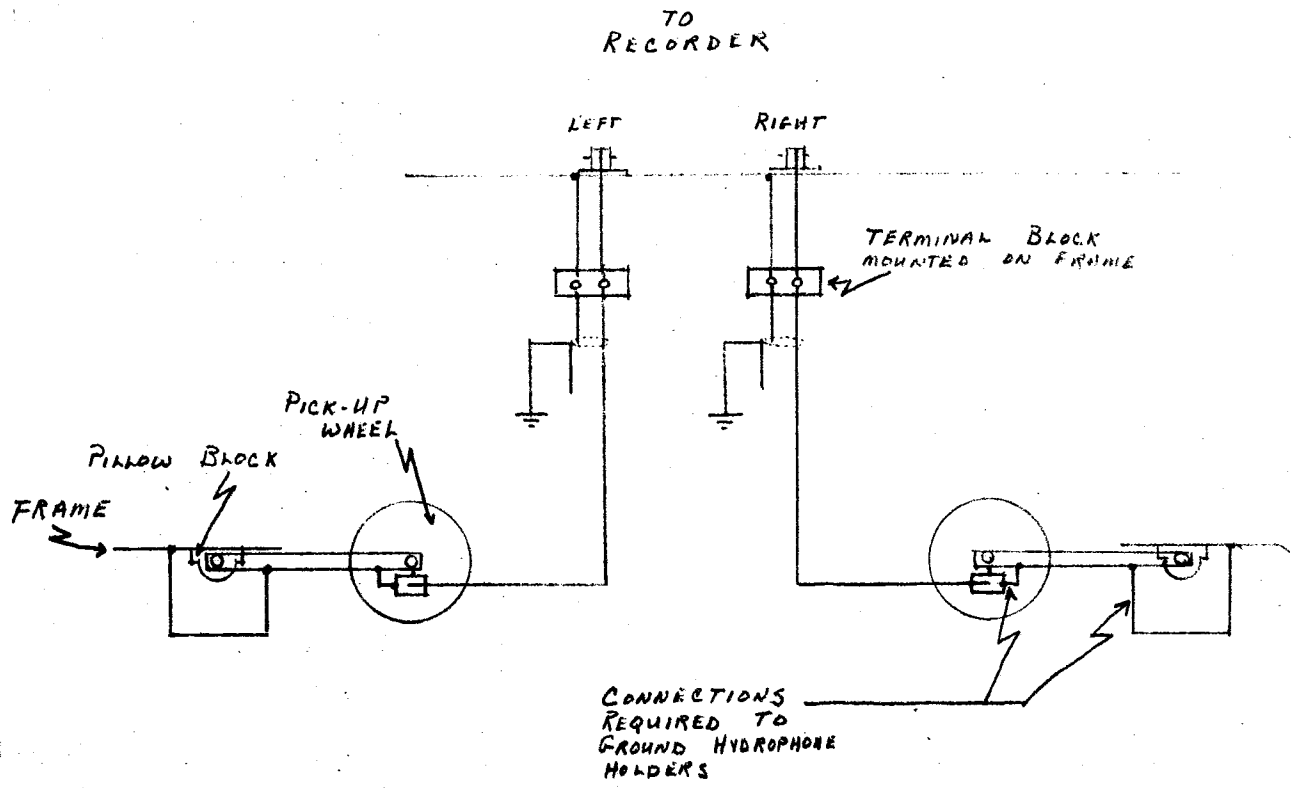 TO
RECORDER
LEFT
RIGHT
TERMINAL BLOCK
MOUNTED ON FRAME
PICK-UP
WHEEL
PILLOW BLOCK
FRAME
CONNECTIONS
REQUIRED TO
GROUND HYDROPHONE
HOLDERS